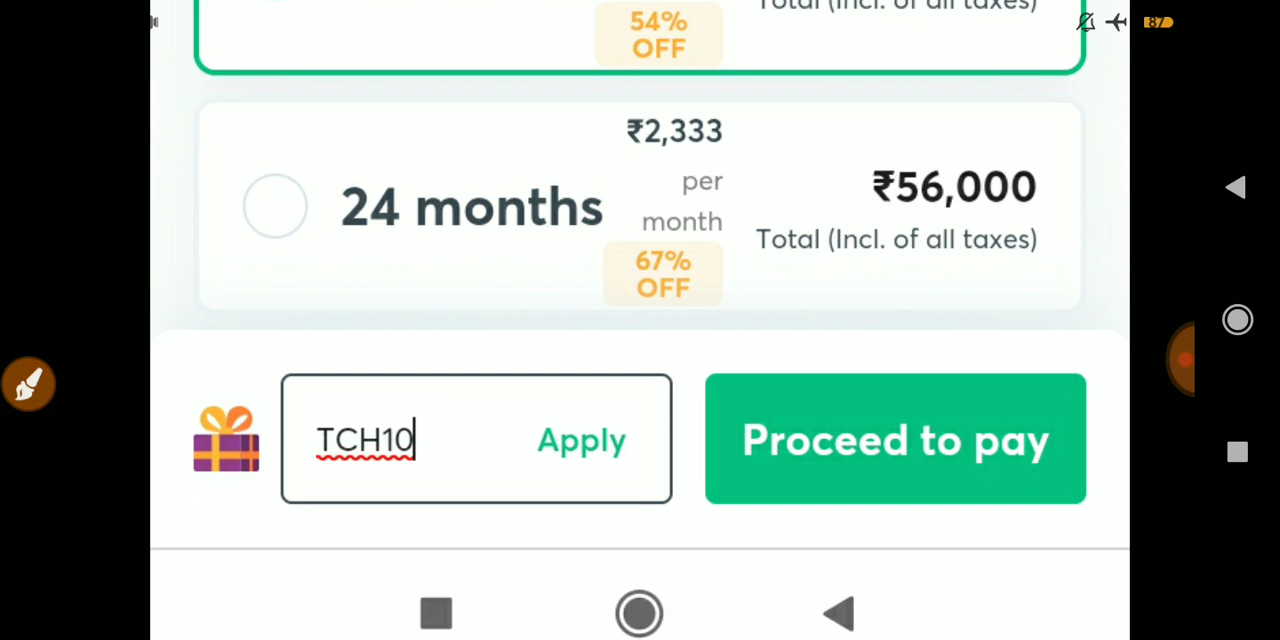 Total (Incl. of all taxes)
54%
OFF
87
₹2,333
per
month
67%
OFF
24 months
₹56,000
Total (Incl. of all taxes)
TCH10
Apply
Proceed to pay